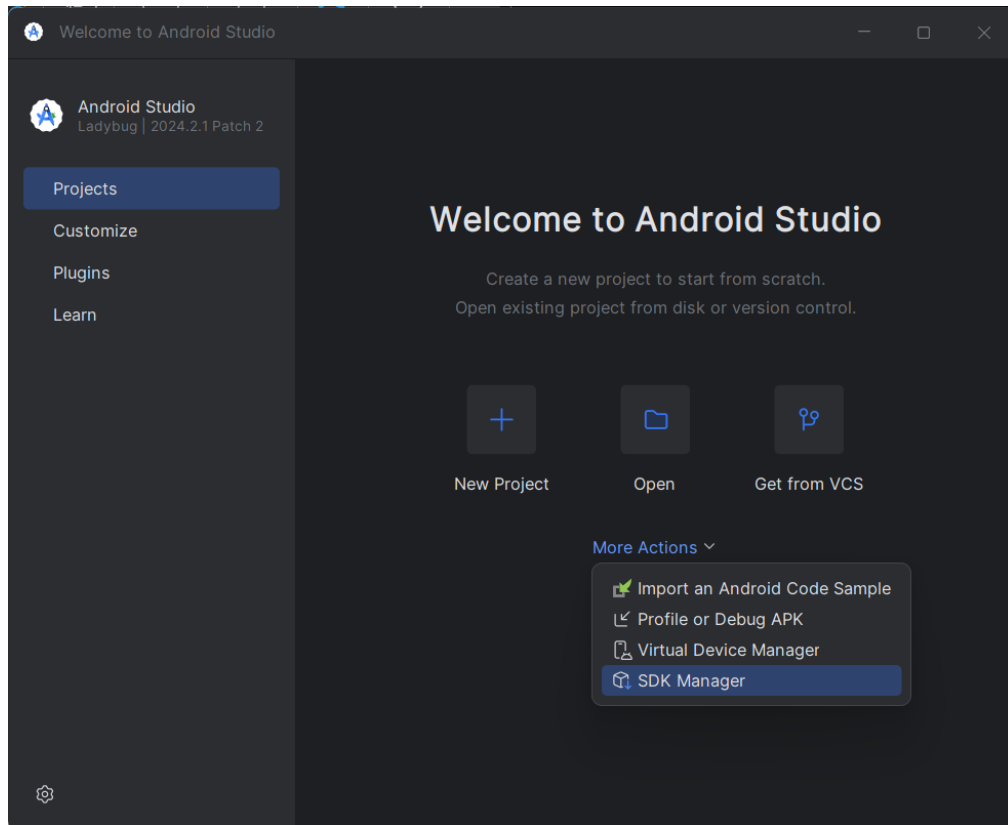 Welcome to Android Studio
Android Studio
Ladybug | 2024.2.1 Patch 2
Projects
Customize
Plugins
Learn
Welcome to Android Studio
Create a new project to start from scratch.
Open existing project from disk or version control.
New Project
Open
Get from VCS
More Actions
Import an Android Code Sample
Profile or Debug APK
Virtual Device Manager
SDK Manager